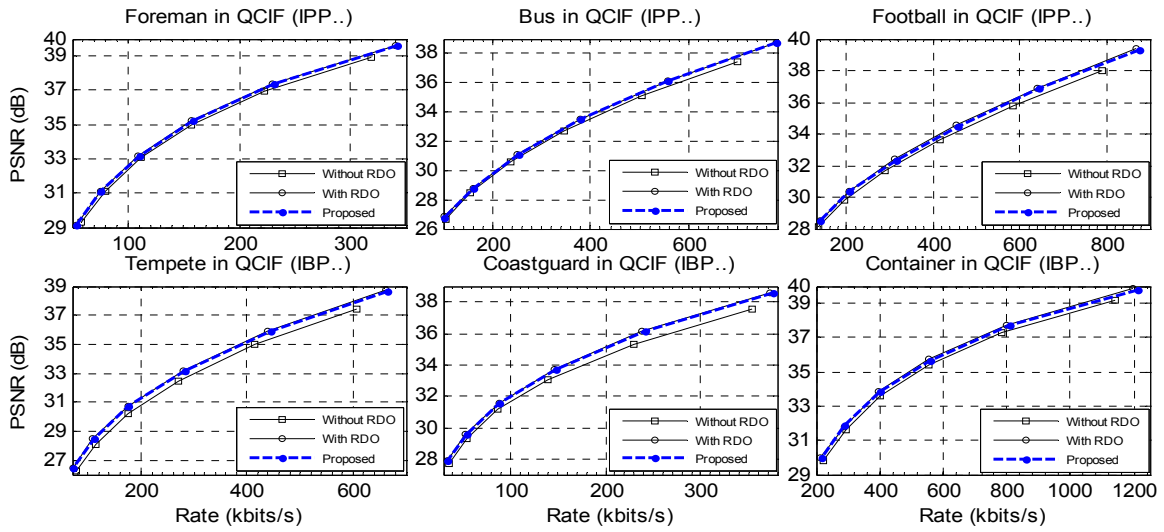 Foreman in QCIF (IPP..)
Bus in QCIF (IPP..)
Football in QCIF (IPP..)
PSNR (dB)
40
39
37
35
33
31
29
100
200
300
Without RDO
With RDO
Proposed
38
36
34
32
30
28
26
200
400
600
Without RDO
With RDO
Proposed
40
38
36
34
32
30
28
200
400
600
800
Without RDO
With RDO
Proposed
Tempete in QCIF (IBP..)
Coastguard in QCIF (IBP..)
Container in QCIF (IBP..)
PSNR (dB)
39
37
35
33
31
29
27
200
400
600
Without RDO
With RDO
Proposed
Rate (kbits/s)
38
36
34
32
30
28
100
200
300
Without RDO
With RDO
Proposed
Rate (kbits/s)
40
39
37
35
33
31
29
200
400
600
800
1000
1200
Without RDO
With RDO
Proposed
Rate (kbits/s)